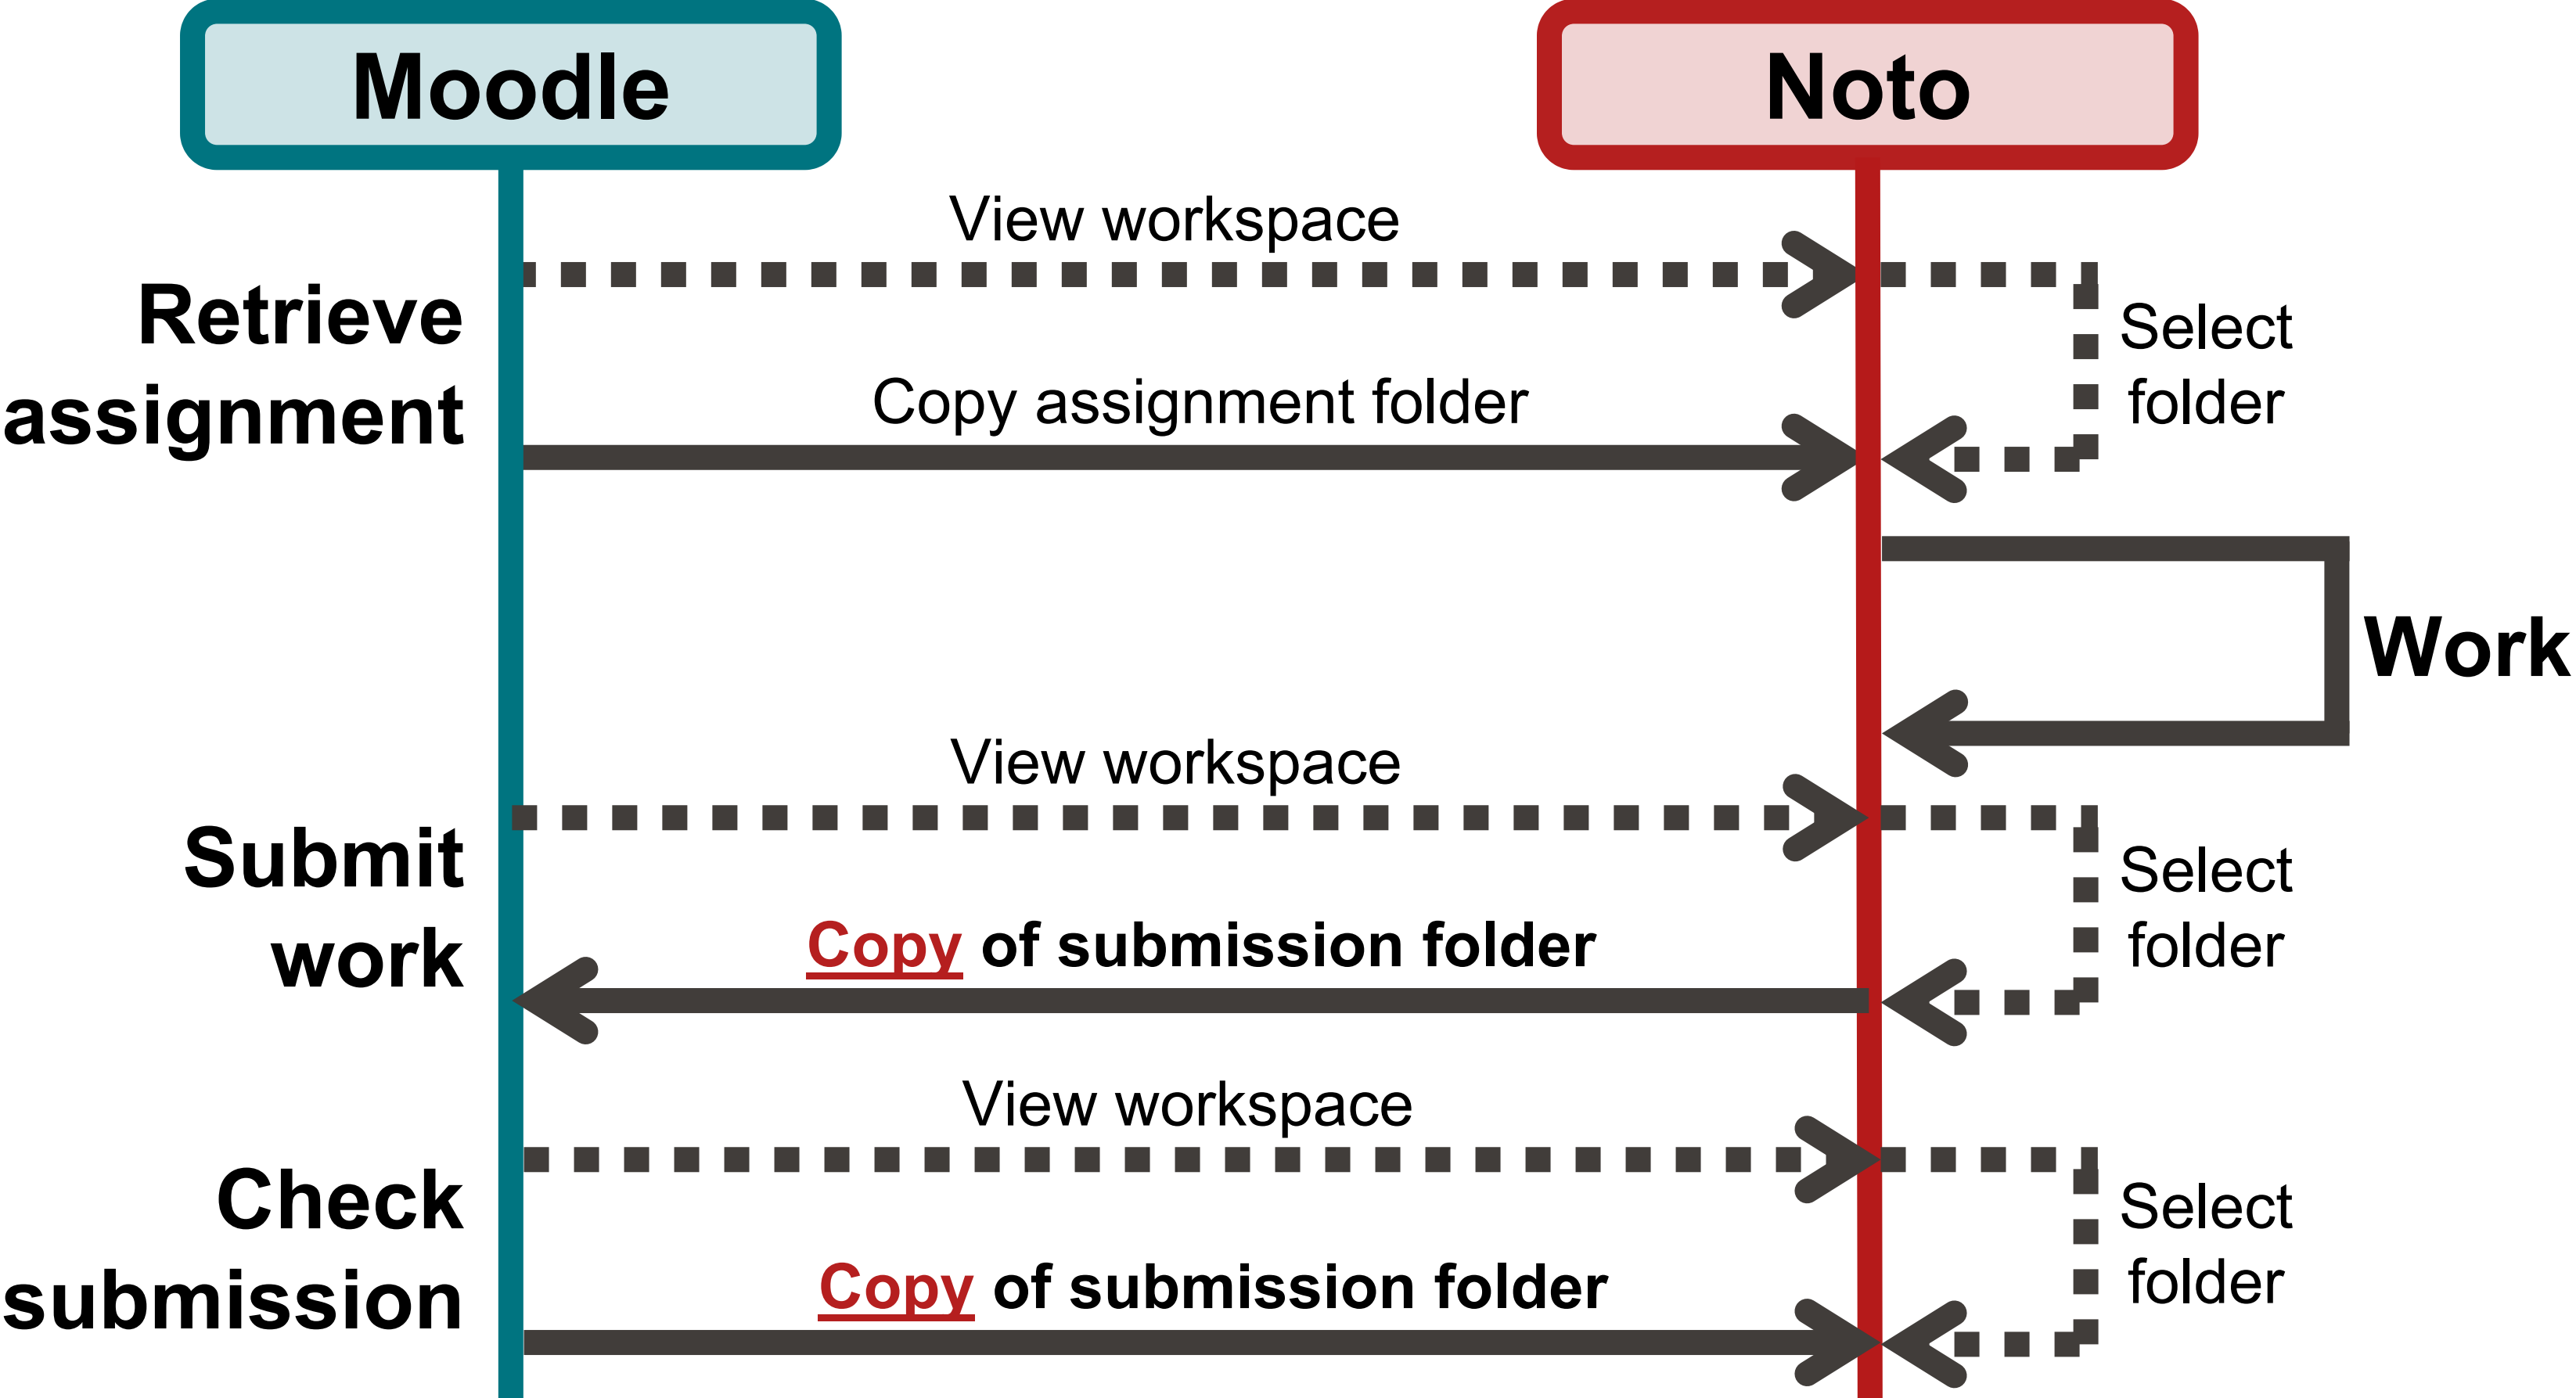 Moodle
Noto
View workspace
Retrieve
assignment
Select
folder
Copy assignment folder
Work
View workspace
Submit
work
Select
folder
Copy of submission folder
View workspace
Check
submission
Select
folder
Copy of submission folder